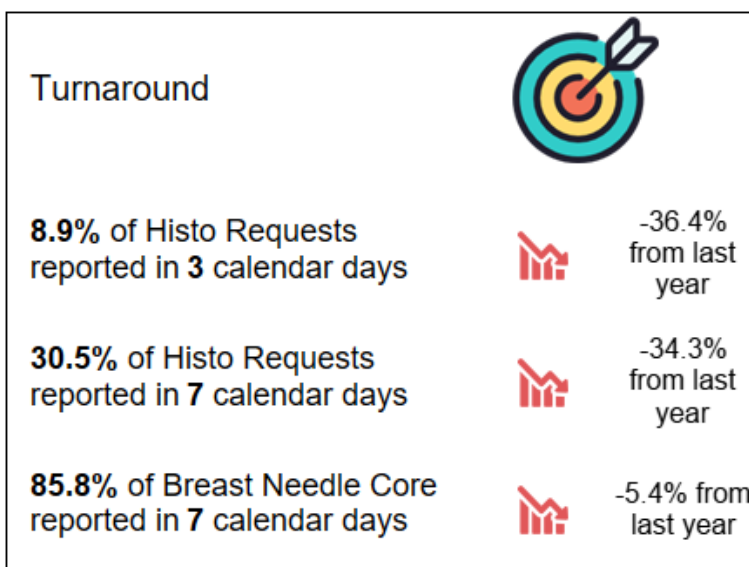 Turnaround
8.9% of Histo Requests
reported in 3 calendar days
-36.4%
from last
year
30.5% of Histo Requests
reported in 7 calendar days
-34.3%
from last
year
85.8% of Breast Needle Core
reported in 7 calendar days
-5.4% from
last year